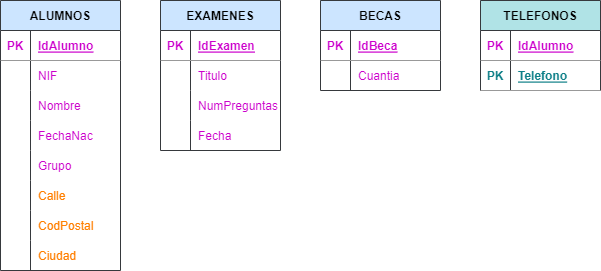 ALUMNOS
PK IdAlumno
NIF
Nombre
FechaNac
Grupo
Calle
CodPostal
Ciudad
EXAMENES
PK IdExamen
Titulo
NumPreguntas
Fecha
BECAS
PK IdBeca
Cuantia
TELEFONOS
PK IdAlumno
PK Telefono